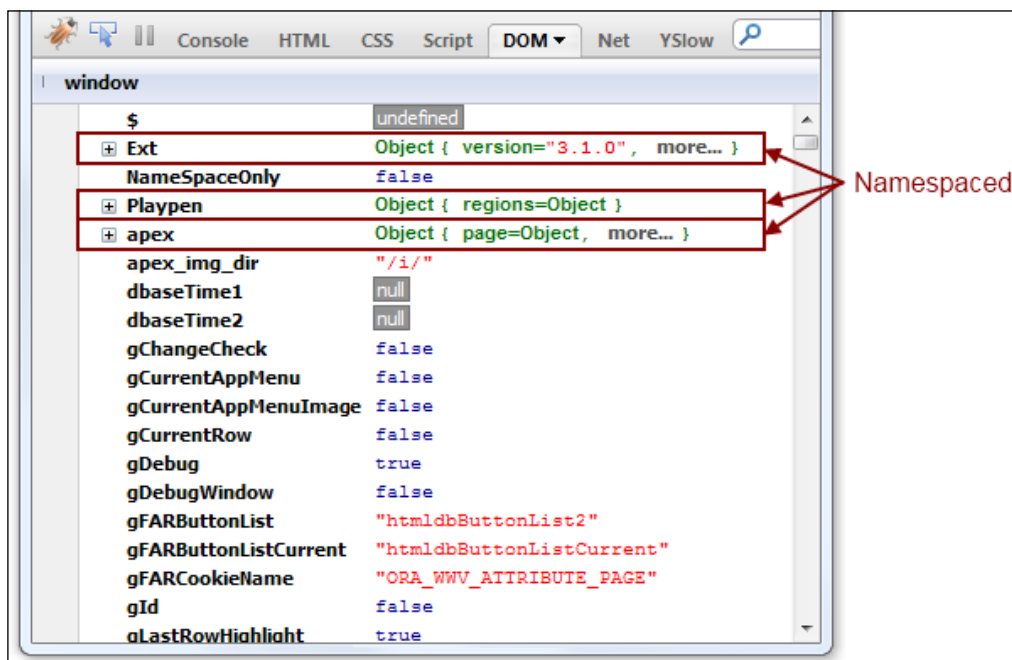 Console HTML CSS Script DOM Net YSlow
window
$ undefined
Ext Object { version="3.1.0", more... }
NameSpaceOnly false
Playpen Object { regions=Object }
apex Object { page=Object, more... }
Namespaced
apex_img_dir "/i/"
dbaseTime1 null
dbaseTime2 null
gChangeCheck false
gCurrentAppMenu false
gCurrentAppMenuImage false
gCurrentRow false
gDebug true
gDebugWindow false
gFARButtonList "htmldbButtonList2"
gFARButtonListCurrent "htmldbButtonListCurrent"
gFARCookieName "ORA_WWV_ATTRIBUTE_PAGE"
gId false
gLastRowHighlight true